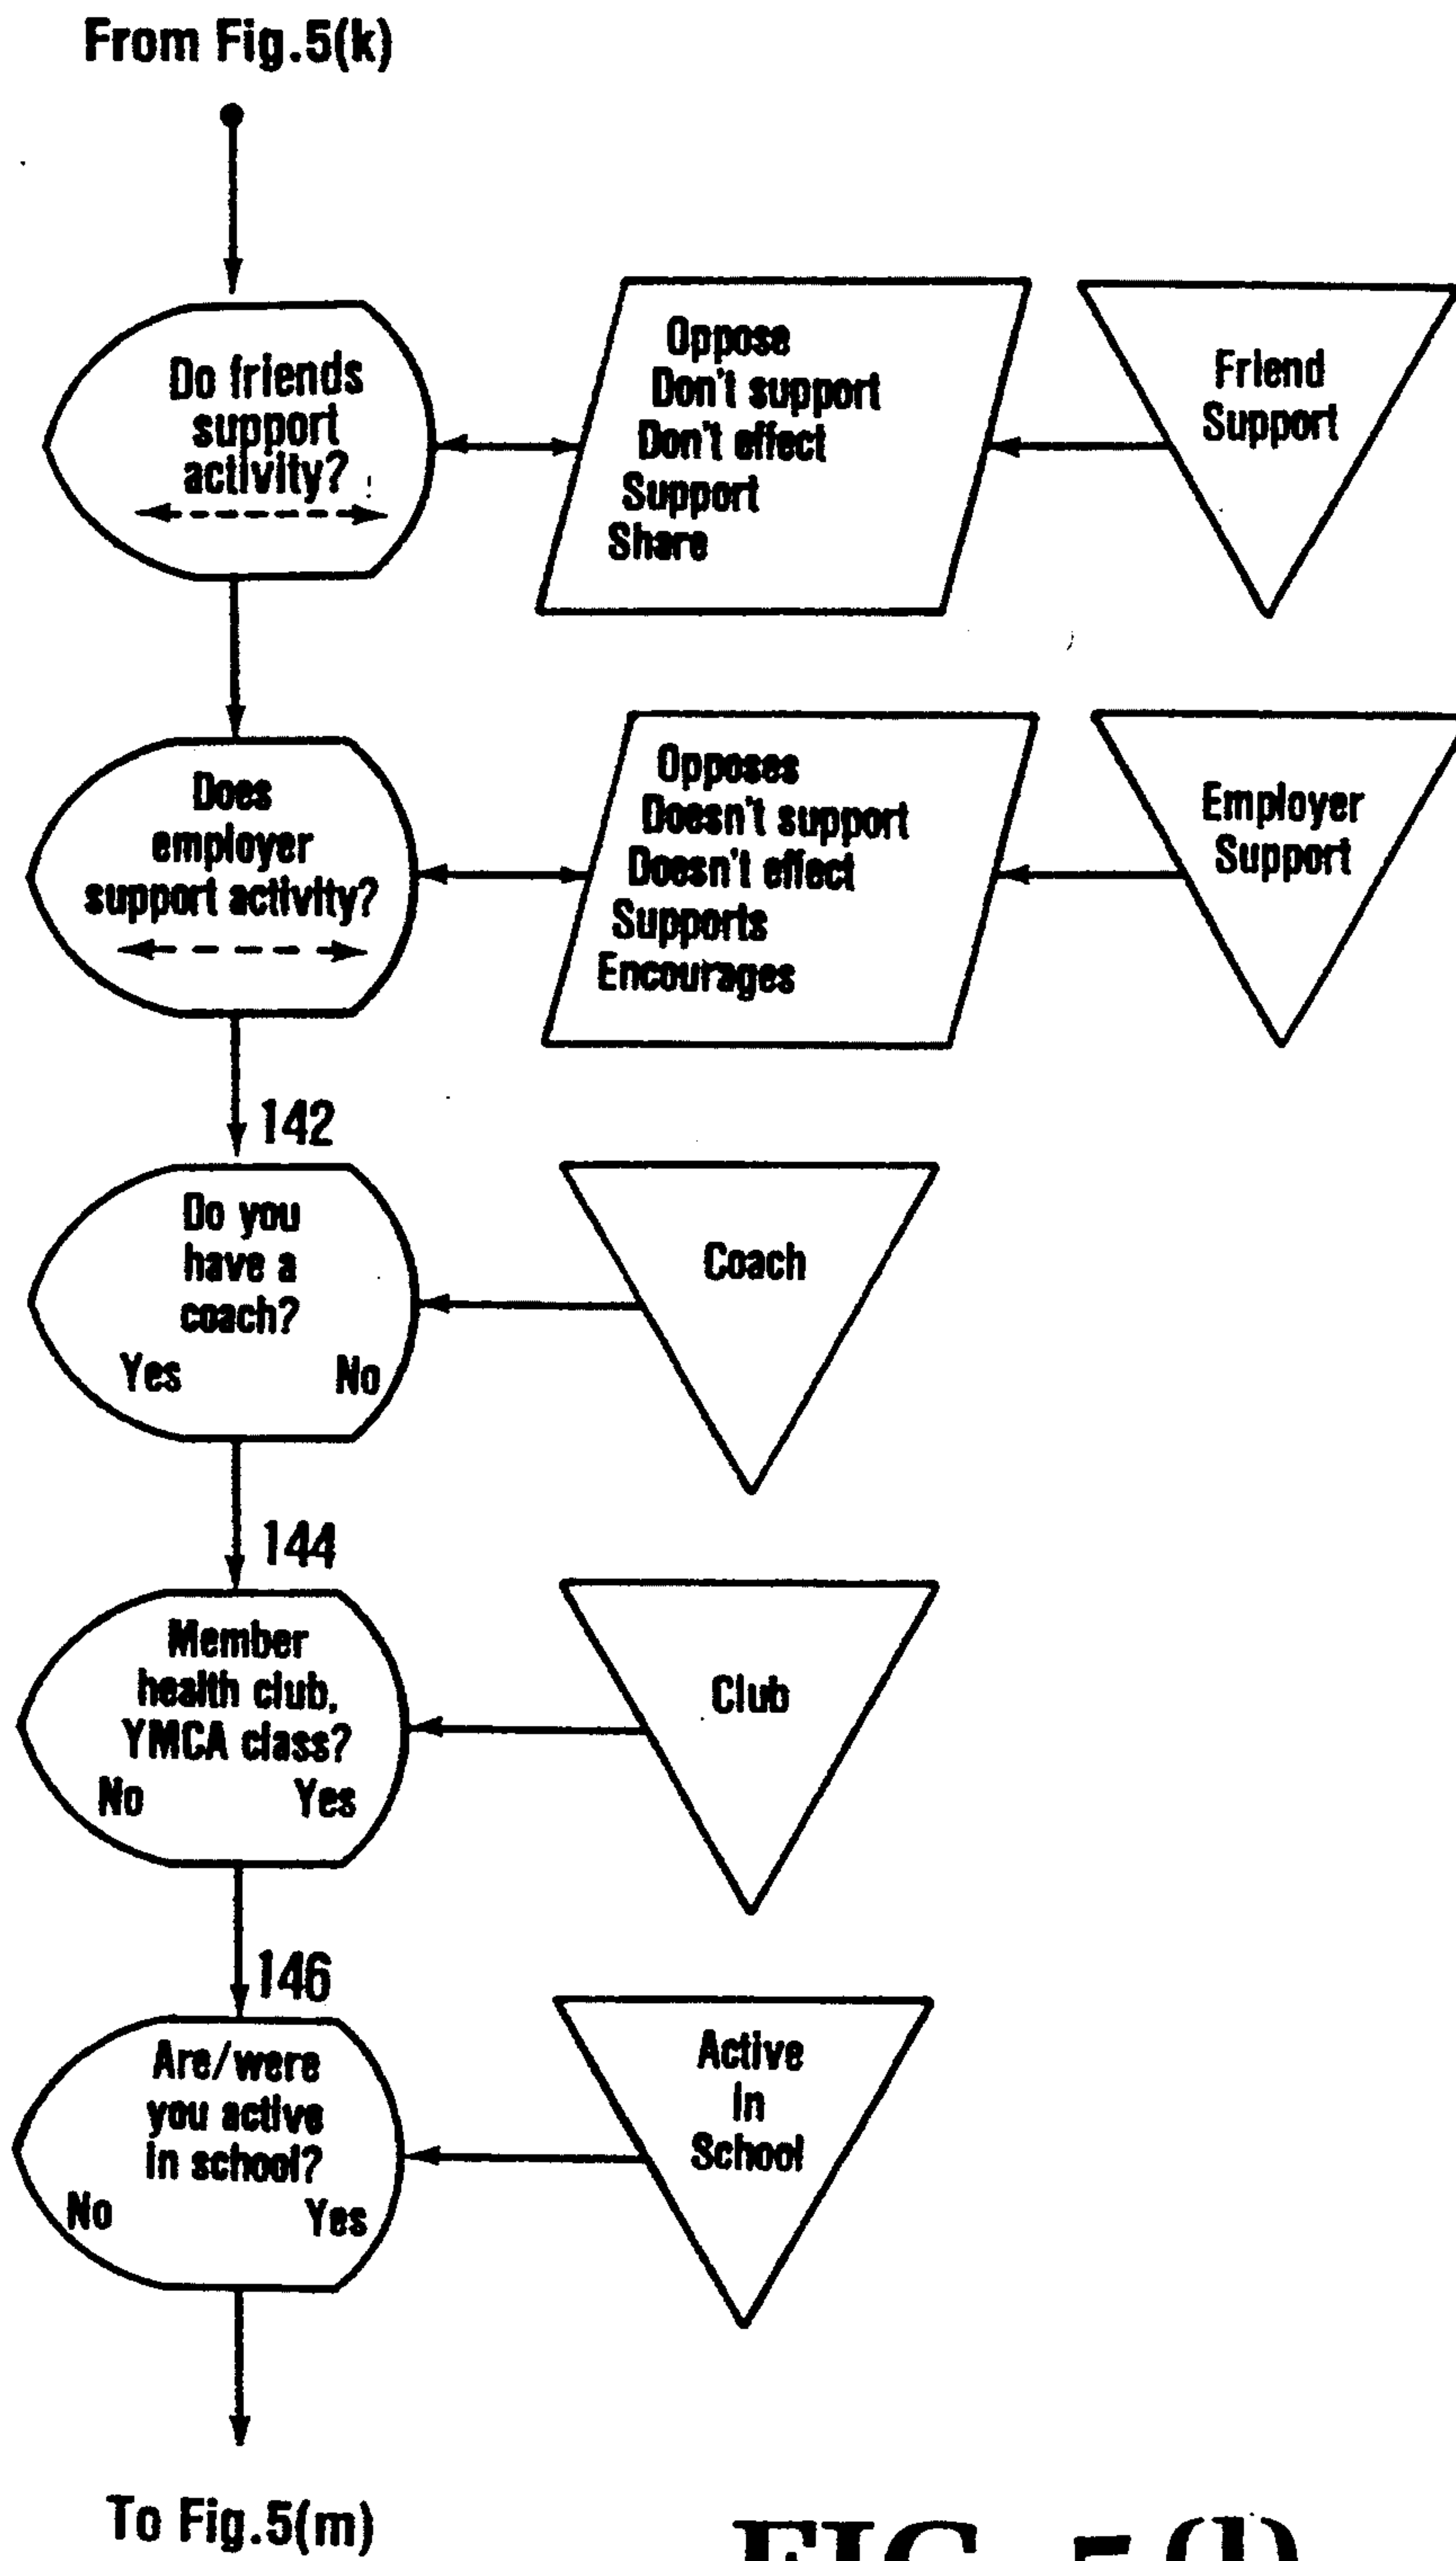 From Fig.5(k)
Do friends
support
activity?
Oppose
Don't support
Don't effect
Support
Share
Friend
Support
Does
employer
support activity?
Opposes
Doesn't support
Doesn't effect
Supports
Encourages
Employer
Support
142
Do you
have a
coach?
Yes No
Coach
144
Member
health club,
YMCA class?
No Yes
Club
146
Are/were
you active
in school?
No Yes
Active
in
School
To Fig.5(m)
FIG. 5(l)